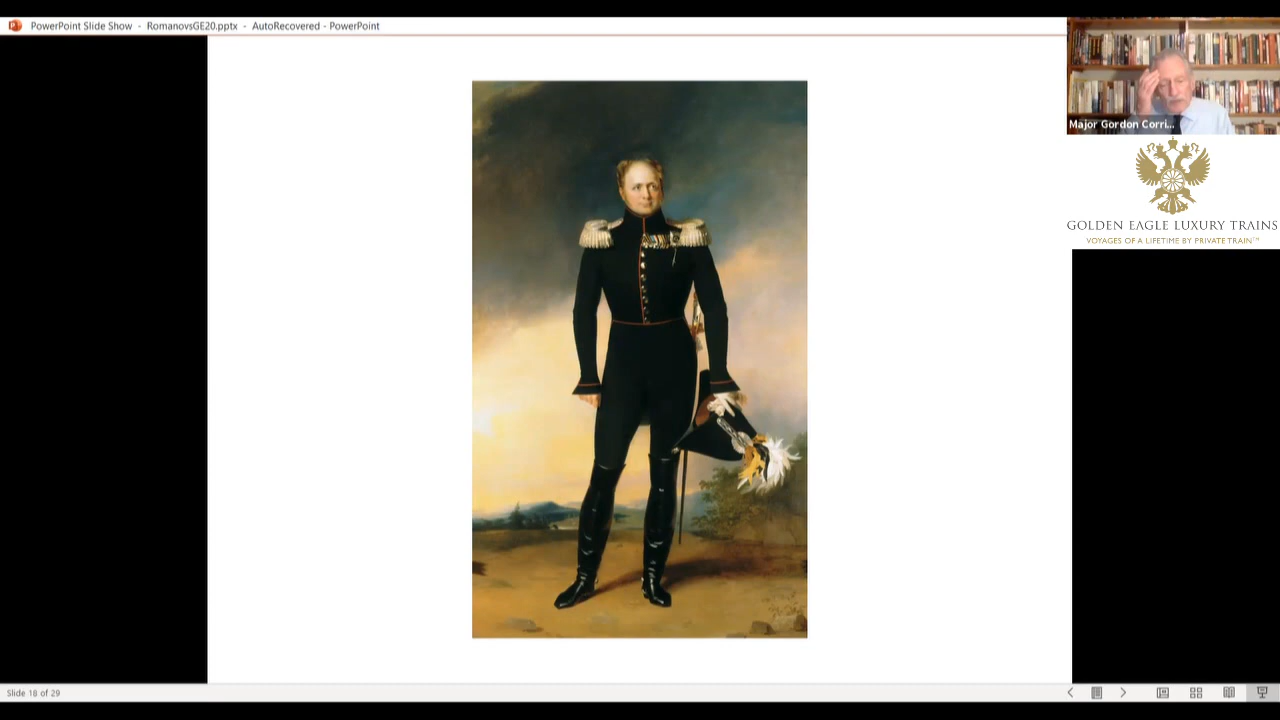 PowerPoint Slide Show - RomanovsGE20.pptx - AutoRecovered - PowerPoint
Major Gordon Corri...
GOLDEN EAGLE LUXURY TRAINS
VOYAGES OF A LIFETIME BY PRIVATE TRAIN™
Slide 18 of 29